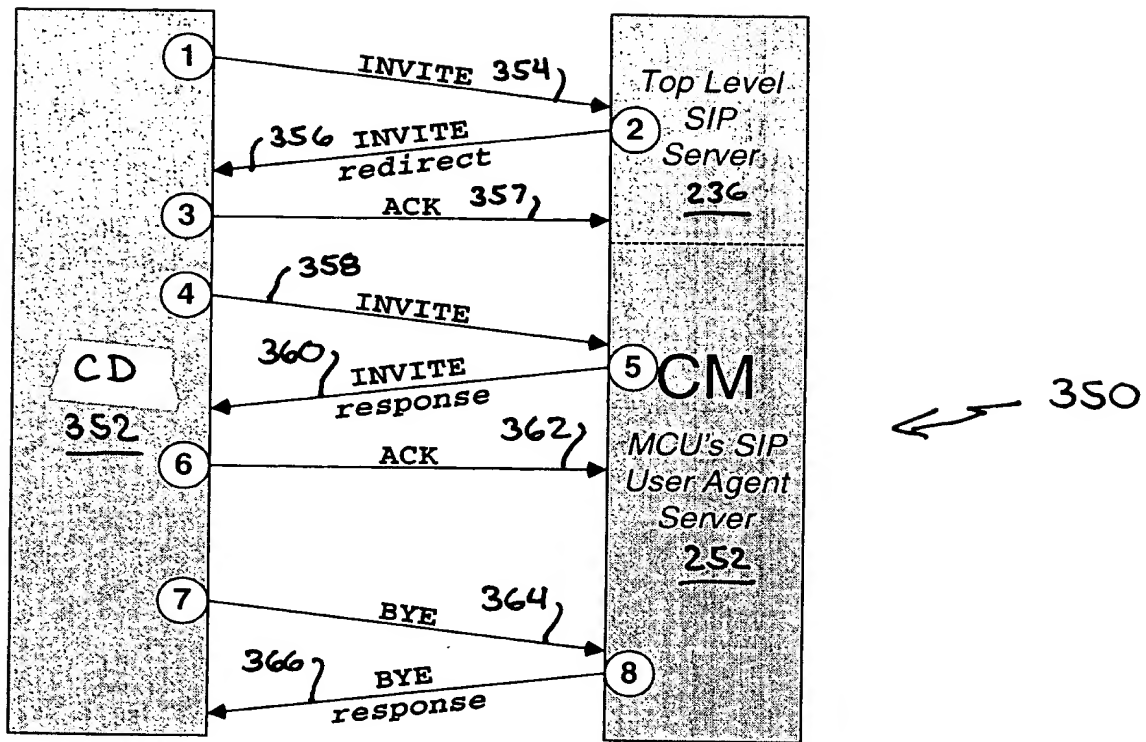 1
INVITE 354
Top Level
SIP
Server
236
2
356 INVITE
redirect
3
ACK 357
4
358
INVITE
CD
352
360
INVITE
response
5
CM
350
MCU's SIP
User Agent
Server
252
6
ACK
362
7
BYE
364
366
BYE
response
8